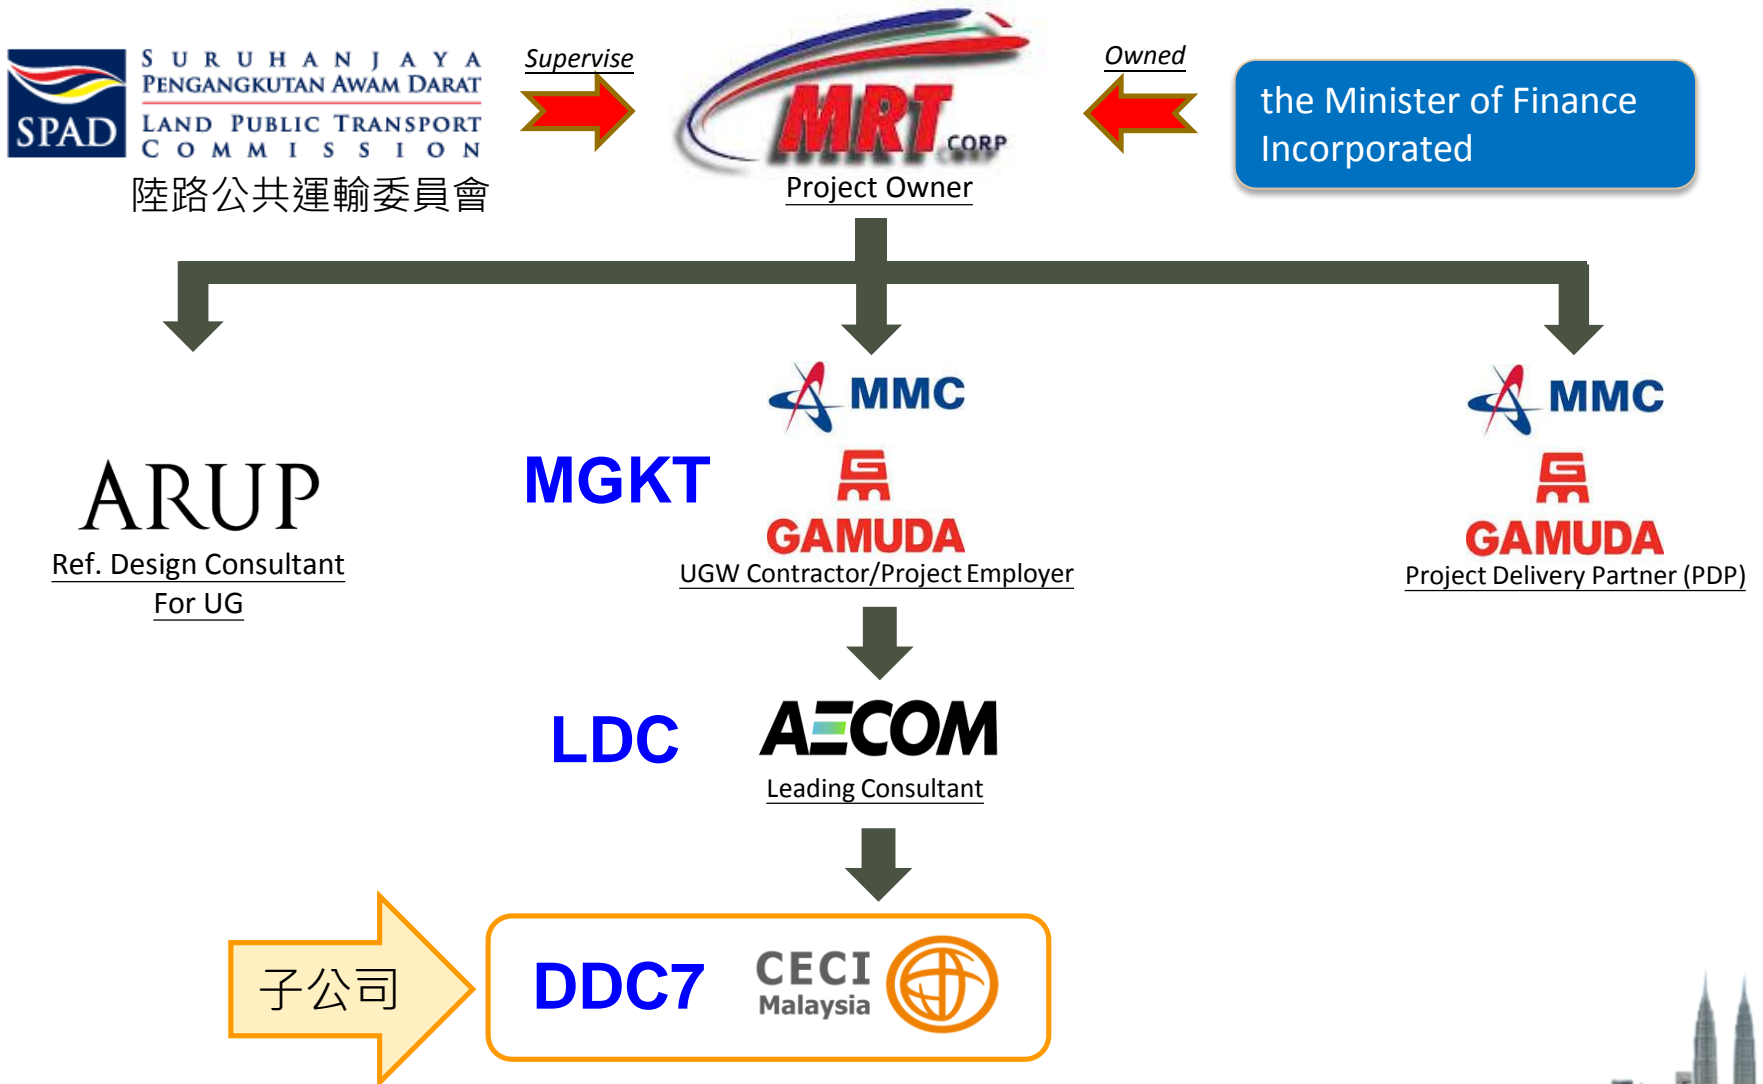 SPAD
SURUHANJAYA
PENGANGKUTAN AWAM DARAT
LAND PUBLIC TRANSPORT
COMMISSION
陸路公共運輸委員會
Supervise
MRT CORP
Project Owner
Owned
the Minister of Finance
Incorporated
ARUP
Ref. Design Consultant
For UG
MGKT
MMC
GAMUDA
UGW Contractor/Project Employer
MMC
GAMUDA
Project Delivery Partner (PDP)
LDC
AECOM
Leading Consultant
子公司
DDC7
CECI
Malaysia